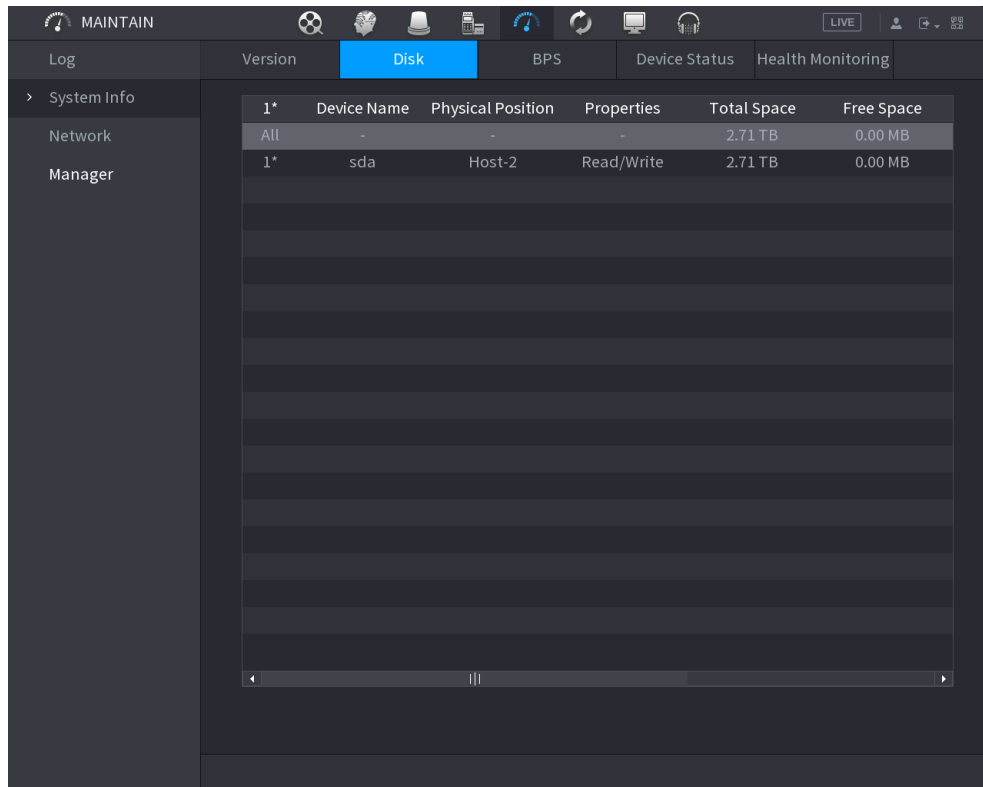 MAINTAIN LIVE
Log Version Disk BPS Device Status Health Monitoring
> System Info
Network
Manager
1* Device Name Physical Position Properties Total Space Free Space
All - - - 2.71 TB 0.00 MB
1* sda Host-2 Read/Write 2.71 TB 0.00 MB